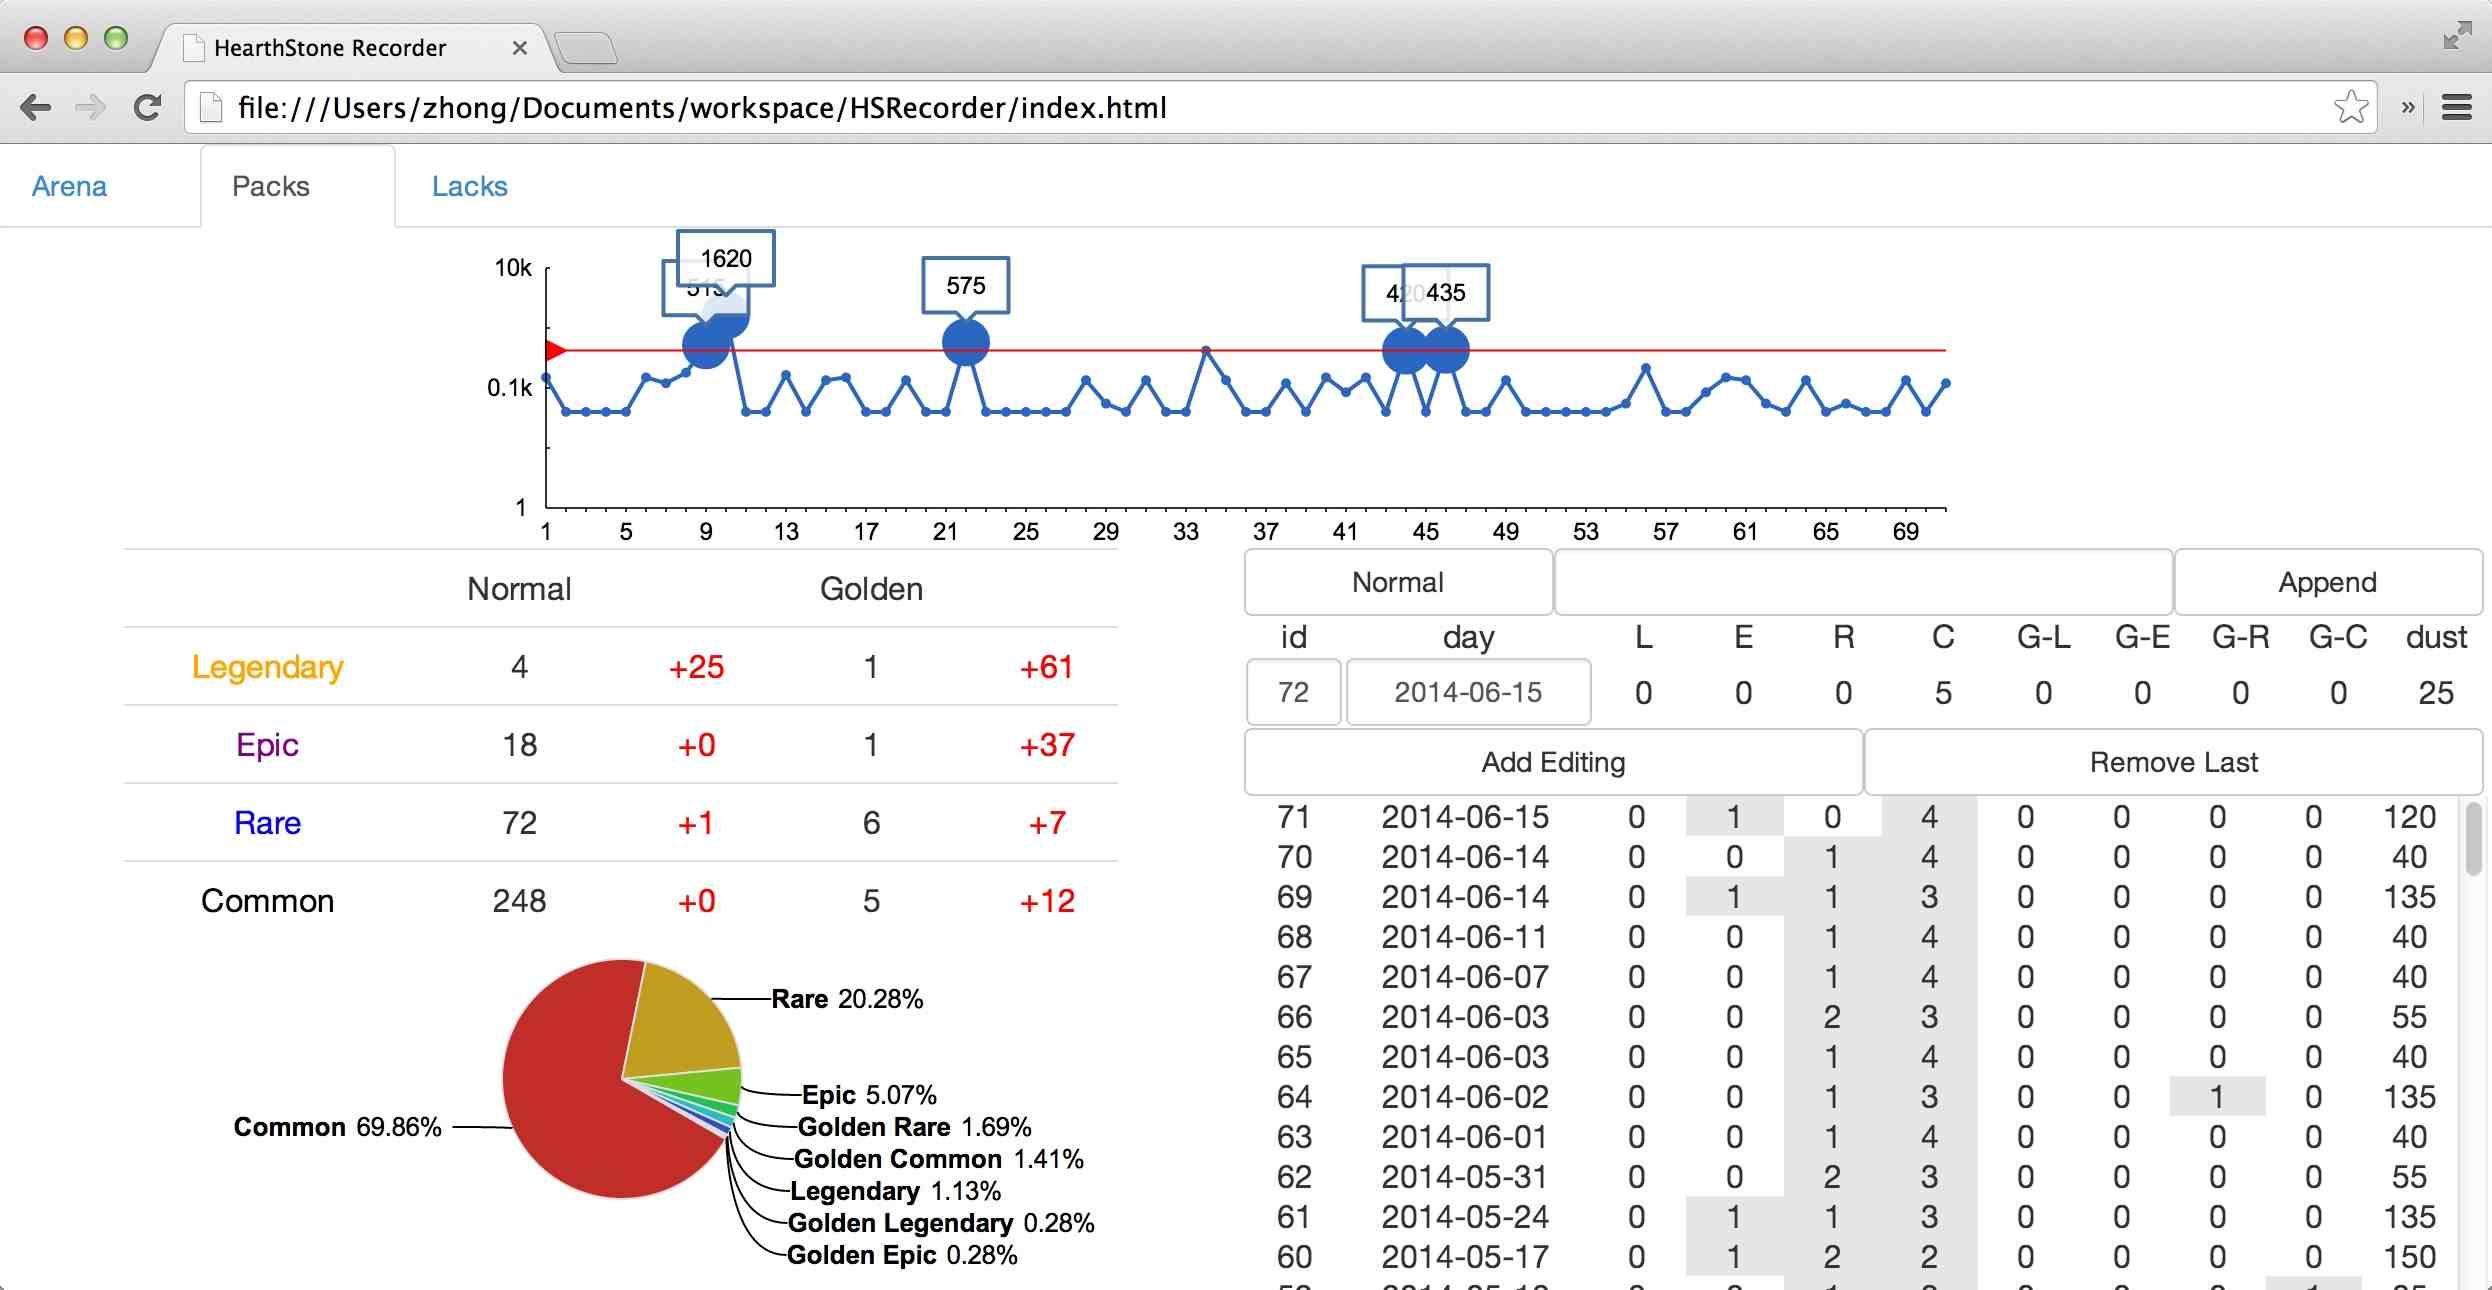 HearthStone Recorder
file:///Users/zhong/Documents/workspace/HSRecorder/index.html
Arena Packs Lacks
1620
515
575
420 435
10k
0.1k
1
1 5 9 13 17 21 25 29 33 37 41 45 49 53 57 61 65 69
Normal Golden
Legendary 4 +25 1 +61
Epic 18 +0 1 +37
Rare 72 +1 6 +7
Common 248 +0 5 +12
Rare 20.28%
Epic 5.07%
Common 69.86%
Golden Rare 1.69%
Golden Common 1.41%
Legendary 1.13%
Golden Legendary 0.28%
Golden Epic 0.28%
Normal Append
id day L E R C G-L G-E G-R G-C dust
72 2014-06-15 0 0 0 5 0 0 0 0 25
Add Editing Remove Last
71 2014-06-15 0 1 0 4 0 0 0 0 120
70 2014-06-14 0 0 1 4 0 0 0 0 40
69 2014-06-14 0 1 1 3 0 0 0 0 135
68 2014-06-11 0 0 1 4 0 0 0 0 40
67 2014-06-07 0 0 1 4 0 0 0 0 40
66 2014-06-03 0 0 2 3 0 0 0 0 55
65 2014-06-03 0 0 1 4 0 0 0 0 40
64 2014-06-02 0 0 1 3 0 0 1 0 135
63 2014-06-01 0 0 1 4 0 0 0 0 40
62 2014-05-31 0 0 2 3 0 0 0 0 55
61 2014-05-24 0 1 1 3 0 0 0 0 135
60 2014-05-17 0 1 2 2 0 0 0 0 150